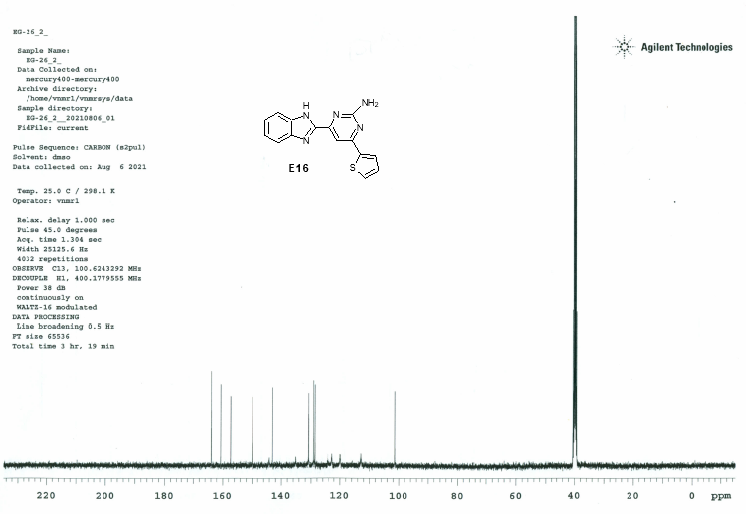 EG-26_2_
Agilent Technologies
Sample Name:
EG-26_2_
Data Collected on:
mercury400-mercury400
Archive directory:
/home/vnmr1/vnmrsys/data
Sample directory:
EG-26_2__20210806_01
FidFile: current
Pulse Sequence: CARBON (s2pul)
Solvent: dmso
Data collected on: Aug 6 2021
Temp. 25.0 C / 298.1 K
Operator: vnmr1
Relax. delay 1.000 sec
Pulse 45.0 degrees
Acq. time 1.304 sec
Width 25125.6 Hz
4032 repetitions
OBSERVE C13, 100.6243292 MHz
DECOUPLE H1, 400.1779555 MHz
Power 38 dB
continuously on
WALTZ-16 modulated
DATA PROCESSING
Line broadening 0.5 Hz
FT size 65536
Total time 3 hr, 19 min
H
N
N
NH2
N
N
S
E16
220 200 180 160 140 120 100 80 60 40 20 0 ppm